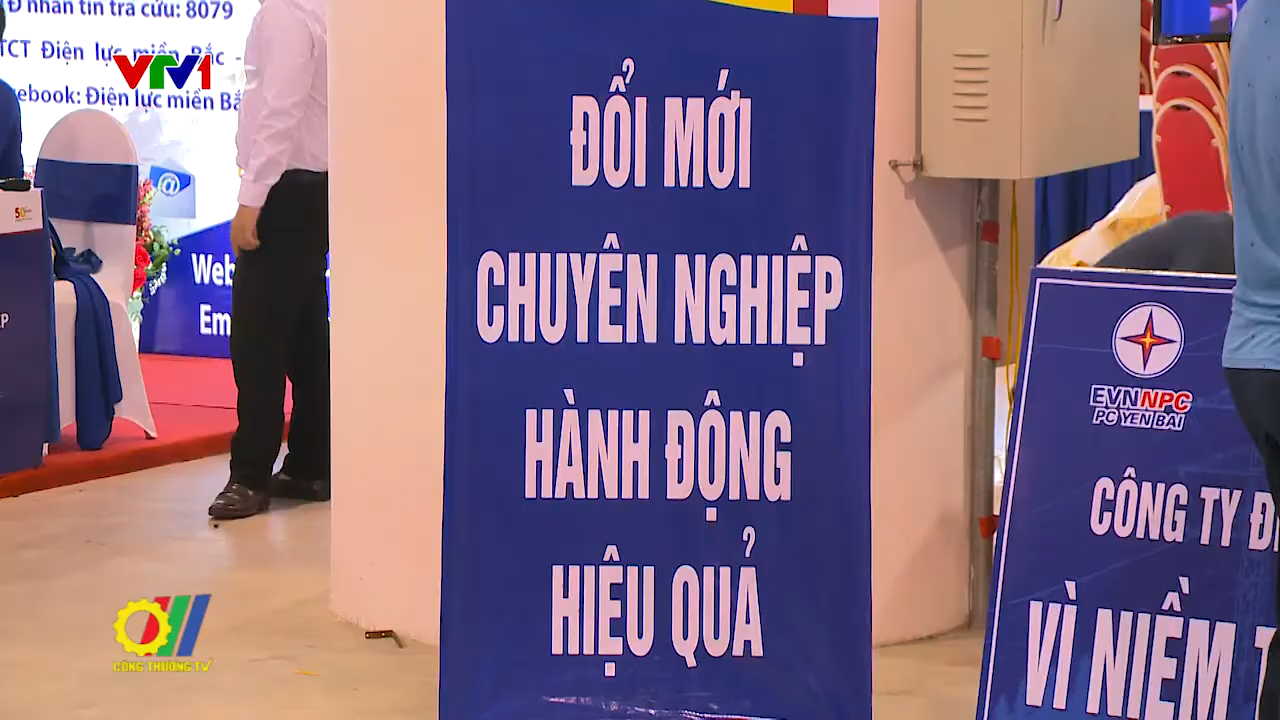 nhắn tin tra cứu: 8079
TCT Điện lực miền Bắc -
ebook: Điện lực miền Bắ
VTV1
50
Web
Em
ĐỔI MỚI
CHUYÊN NGHIỆP
HÀNH ĐỘNG
HIỆU QUẢ
EVNNPC
PC YEN BAI
CÔNG TY Đ
VÌ NIỀM T
CÔNG THƯƠNG TV